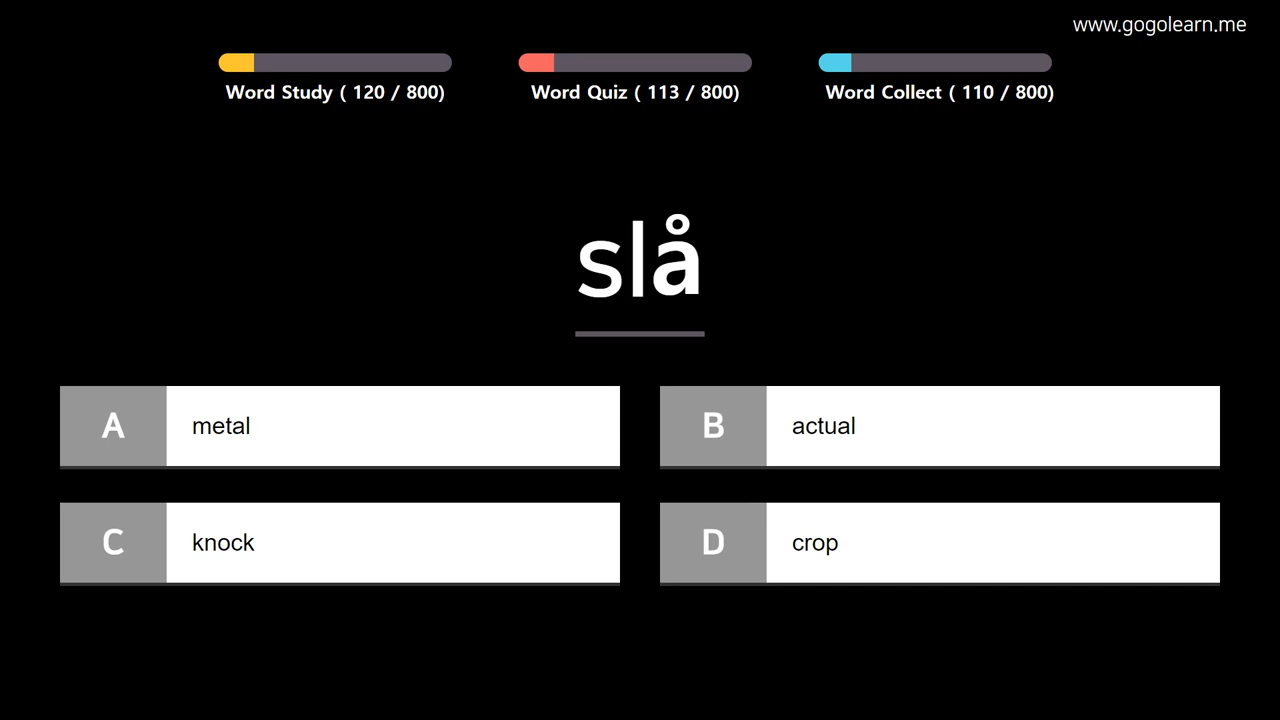 www.gogolearn.me
Word Study ( 120 / 800)
Word Quiz ( 113 / 800)
Word Collect ( 110 / 800)
slå
A metal
B actual
C knock
D crop